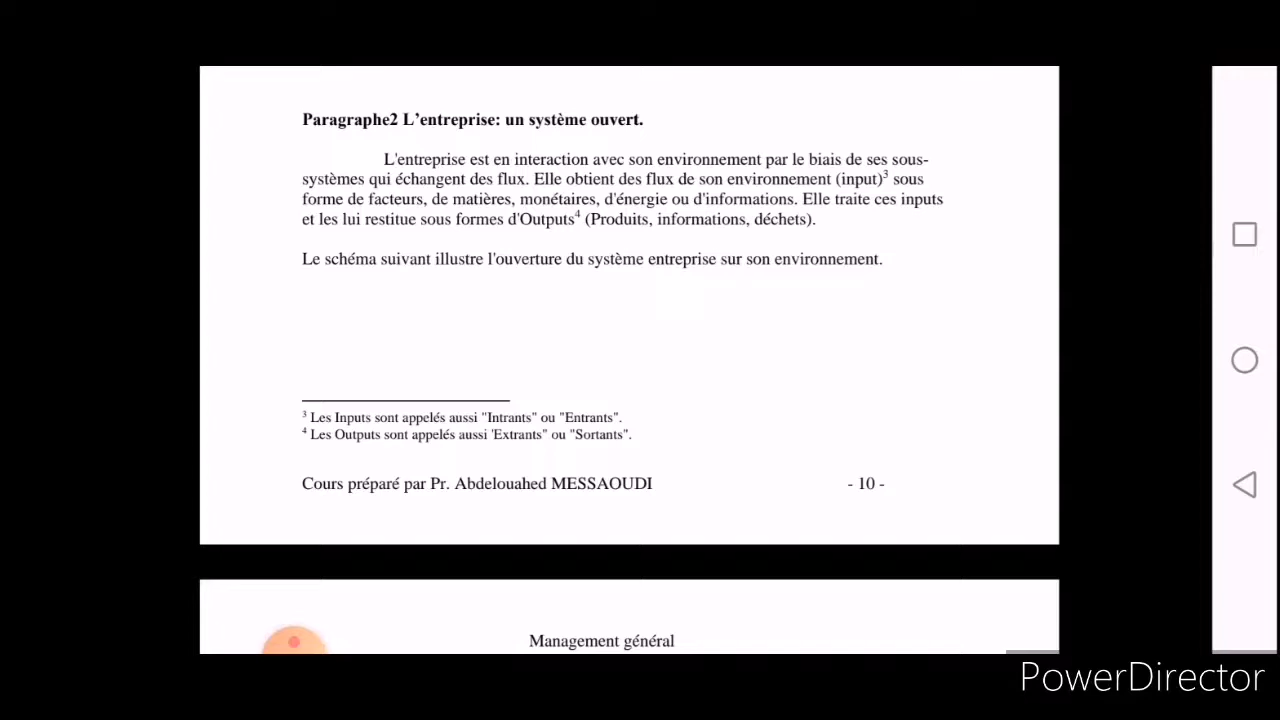 Paragraphe2 L’entreprise: un système ouvert.
L'entreprise est en interaction avec son environnement par le biais de ses sous-
systèmes qui échangent des flux. Elle obtient des flux de son environnement (input)³ sous
forme de facteurs, de matières, monétaires, d'énergie ou d'informations. Elle traite ces inputs
et les lui restitue sous formes d'Outputs⁴ (Produits, informations, déchets).
Le schéma suivant illustre l'ouverture du système entreprise sur son environnement.
³ Les Inputs sont appelés aussi "Intrants" ou "Entrants".
⁴ Les Outputs sont appelés aussi 'Extrants" ou "Sortants".
Cours préparé par Pr. Abdelouahed MESSAOUDI - 10 -
Management général
PowerDirector